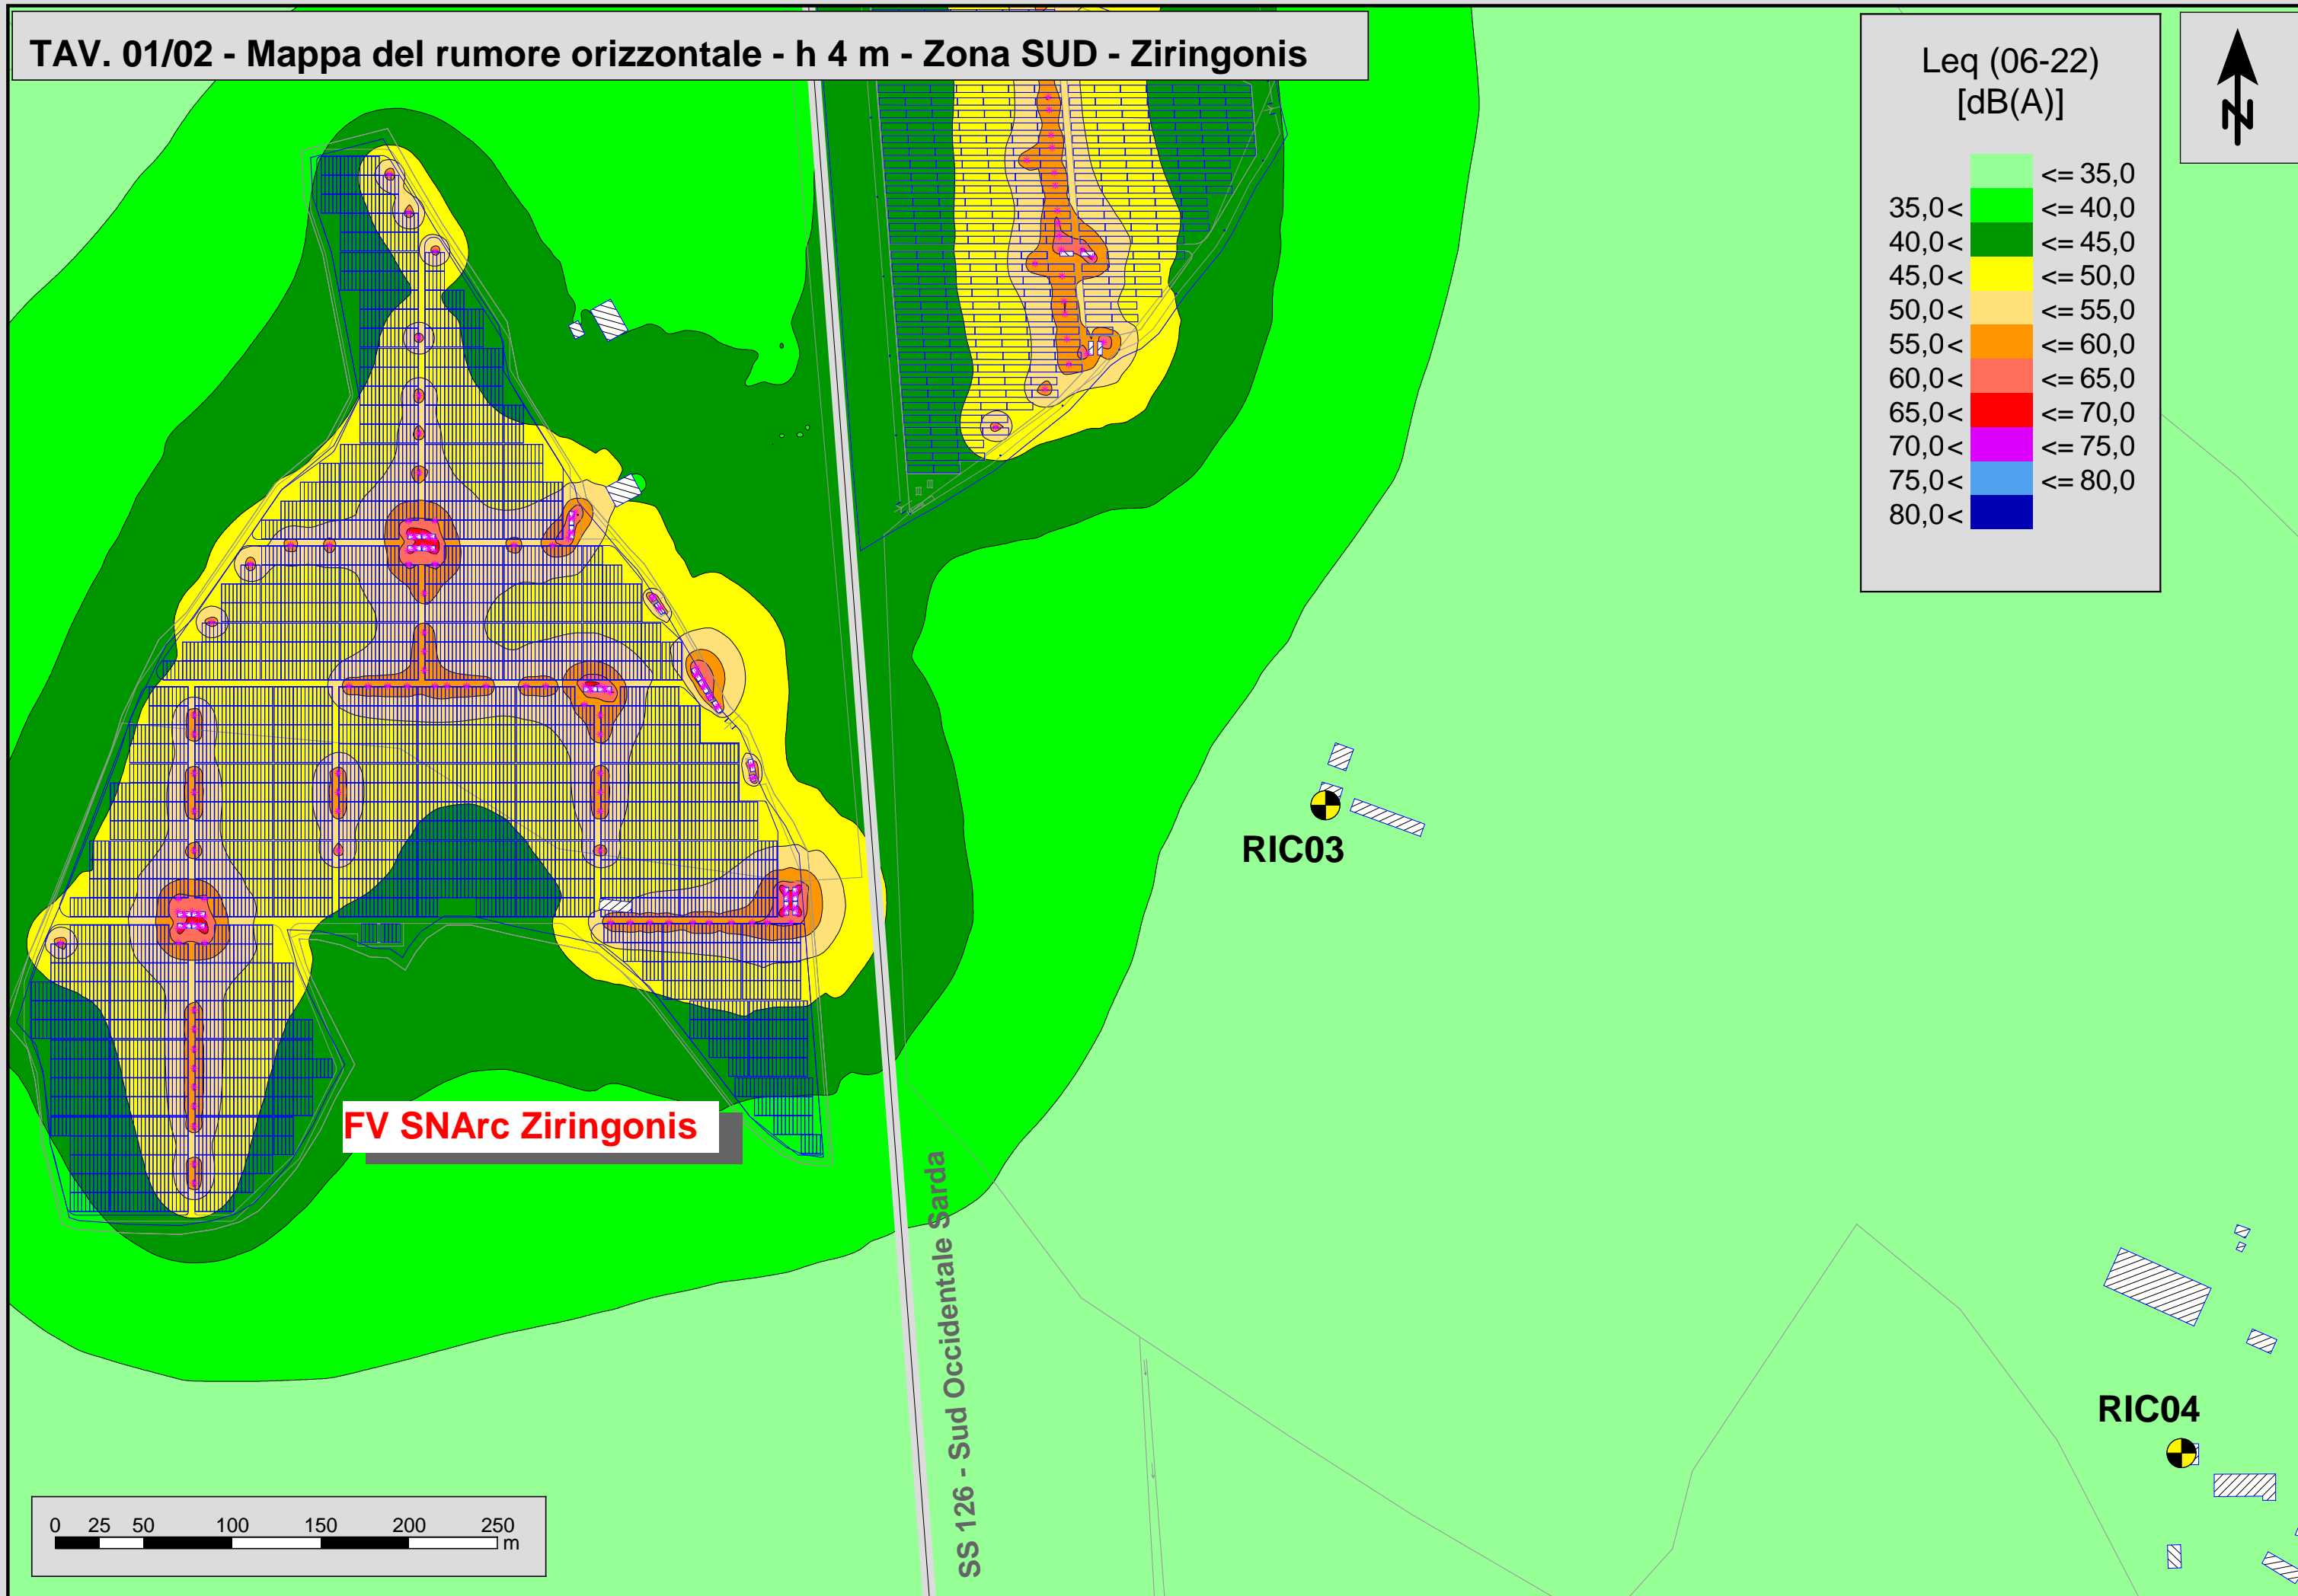 TAV. 01/02 - Mappa del rumore orizzontale - h 4 m - Zona SUD - Ziringonis
Leq (06-22)
[dB(A)]
<= 35,0
35,0 < <= 40,0
40,0 < <= 45,0
45,0 < <= 50,0
50,0 < <= 55,0
55,0 < <= 60,0
60,0 < <= 65,0
65,0 < <= 70,0
70,0 < <= 75,0
75,0 < <= 80,0
80,0 <
N
RIC03
FV SNArc Ziringonis
SS 126 - Sud Occidentale Sarda
RIC04
0 25 50 100 150 200 250
m